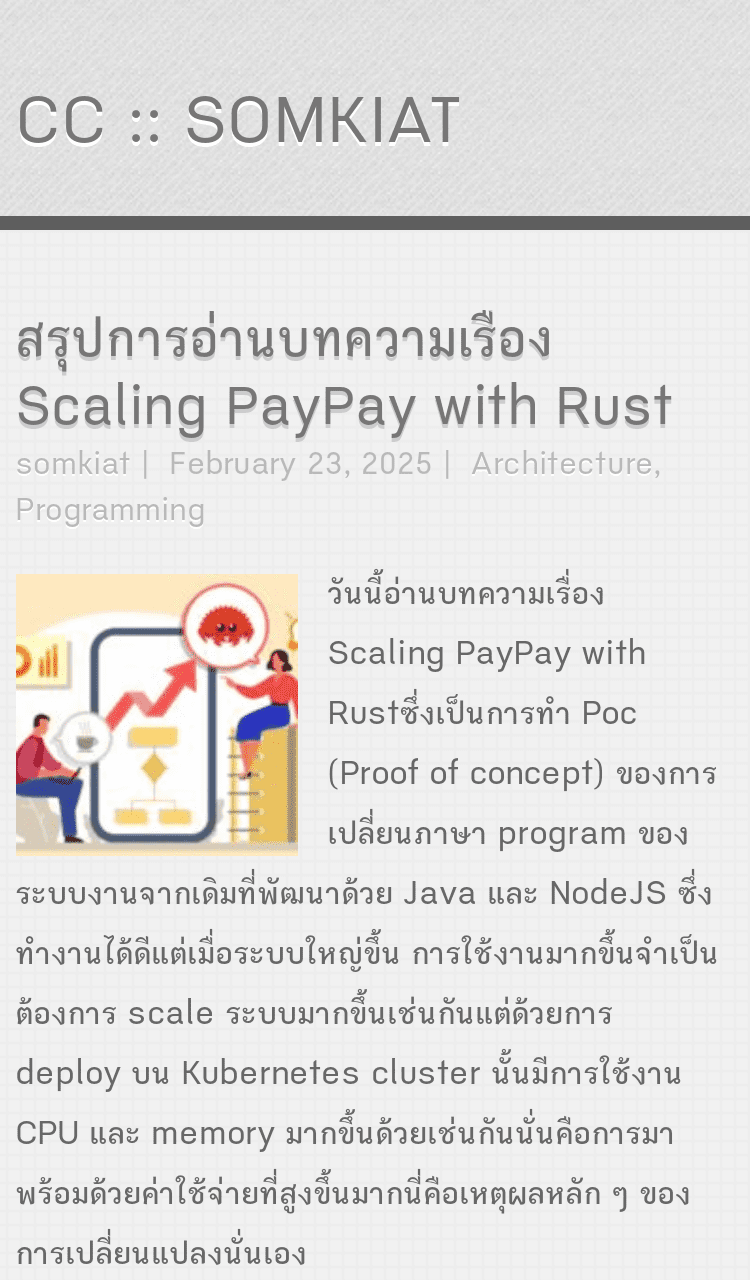 CC :: SOMKIAT
สรุปการอ่านบทความเรื่อง
Scaling PayPay with Rust
somkiat | February 23, 2025 | Architecture,
Programming
วันนี้อ่านบทความเรื่อง
Scaling PayPay with
Rustซึ่งเป็นการทำ Poc
(Proof of concept) ของการ
เปลี่ยนภาษา program ของ
ระบบงานจากเดิมที่พัฒนาด้วย Java และ NodeJS ซึ่ง
ทำงานได้ดีแต่เมื่อระบบใหญ่ขึ้น การใช้งานมากขึ้นจำเป็น
ต้องการ scale ระบบมากขึ้นเช่นกันแต่ด้วยการ
deploy บน Kubernetes cluster นั้นมีการใช้งาน
CPU และ memory มากขึ้นด้วยเช่นกันนั่นคือการมา
พร้อมด้วยค่าใช้จ่ายที่สูงขึ้นมากนี่คือเหตุผลหลัก ๆ ของ
การเปลี่ยนแปลงนั่นเอง